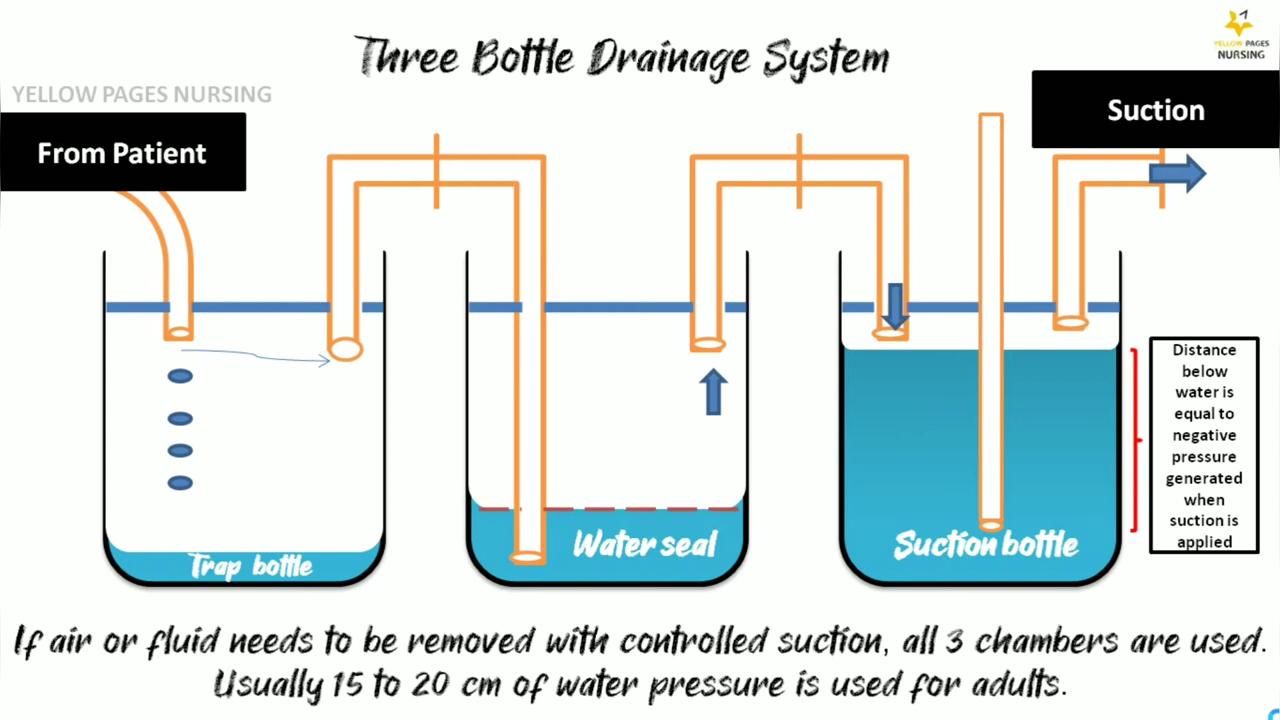 Three Bottle Drainage System
YELLOW PAGES
NURSING
YELLOW PAGES NURSING
From Patient
Suction
Distance
below
water is
equal to
negative
pressure
generated
when
suction is
applied
Trap bottle
Water seal
Suction bottle
If air or fluid needs to be removed with controlled suction, all 3 chambers are used.
Usually 15 to 20 cm of water pressure is used for adults.